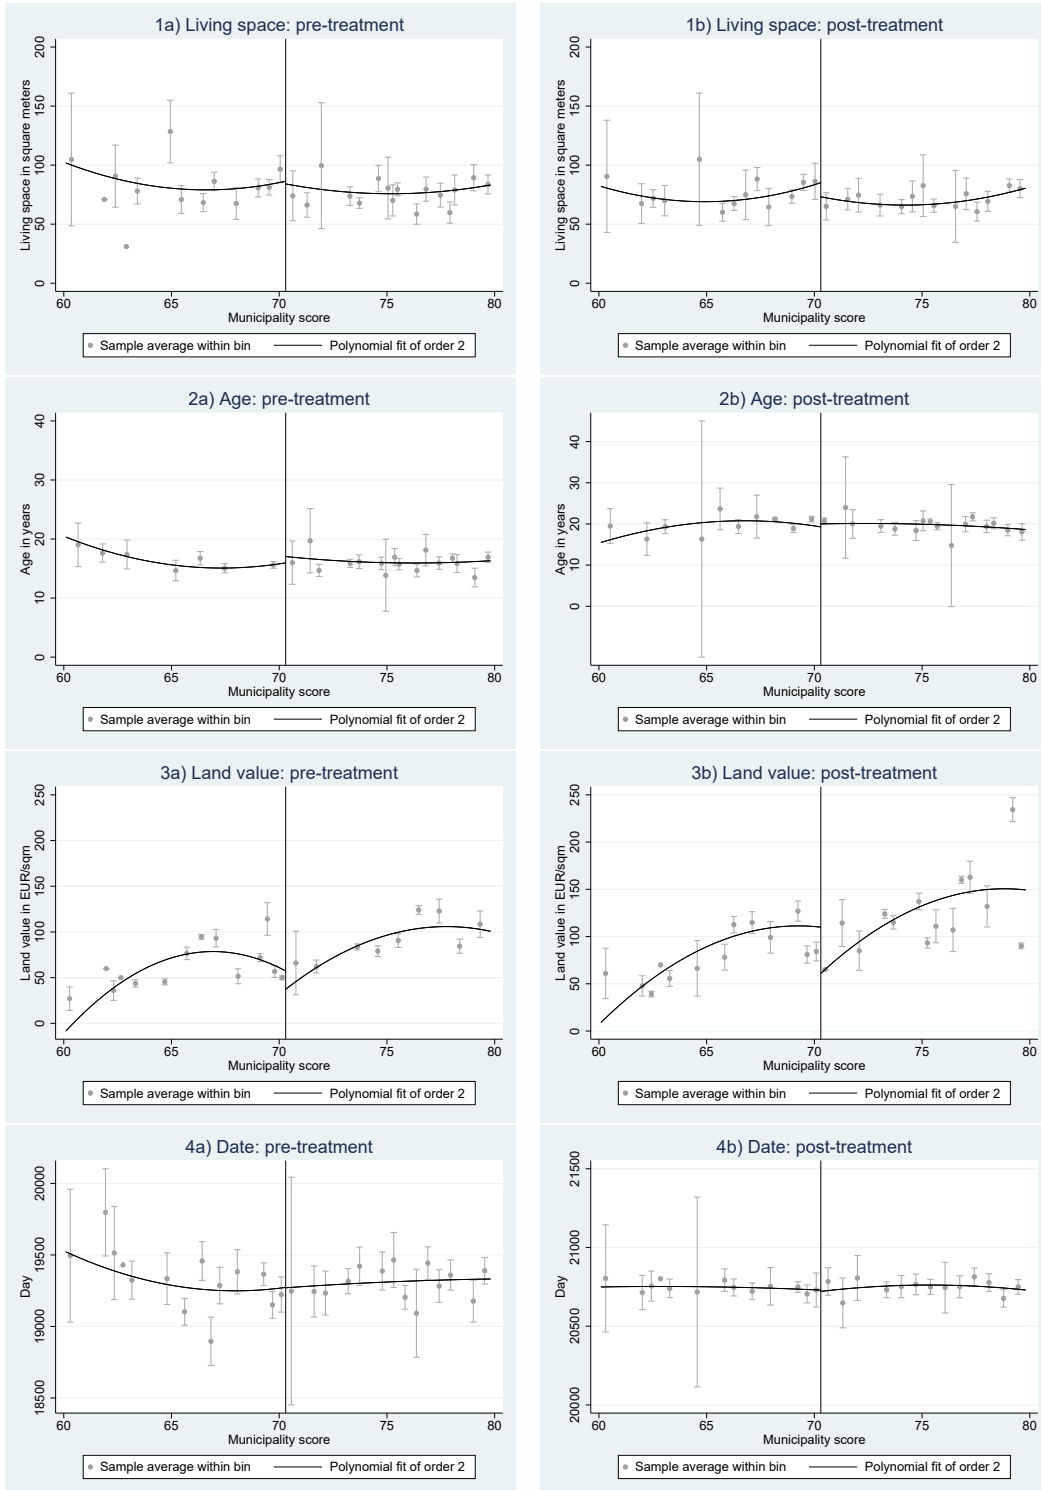 1a) Living space: pre-treatment
Living space in square meters
200
150
100
50
0
60 65 70 75 80
Municipality score
Sample average within bin Polynomial fit of order 2
1b) Living space: post-treatment
Living space in square meters
200
150
100
50
0
60 65 70 75 80
Municipality score
Sample average within bin Polynomial fit of order 2
2a) Age: pre-treatment
Age in years
40
30
20
10
0
60 65 70 75 80
Municipality score
Sample average within bin Polynomial fit of order 2
2b) Age: post-treatment
Age in years
40
30
20
10
0
60 65 70 75 80
Municipality score
Sample average within bin Polynomial fit of order 2
3a) Land value: pre-treatment
Land value in EUR/sqm
250
200
150
100
50
0
60 65 70 75 80
Municipality score
Sample average within bin Polynomial fit of order 2
3b) Land value: post-treatment
Land value in EUR/sqm
250
200
150
100
50
0
60 65 70 75 80
Municipality score
Sample average within bin Polynomial fit of order 2
4a) Date: pre-treatment
Day
20000
19500
19000
18500
60 65 70 75 80
Municipality score
Sample average within bin Polynomial fit of order 2
4b) Date: post-treatment
Day
21500
21000
20500
20000
60 65 70 75 80
Municipality score
Sample average within bin Polynomial fit of order 2